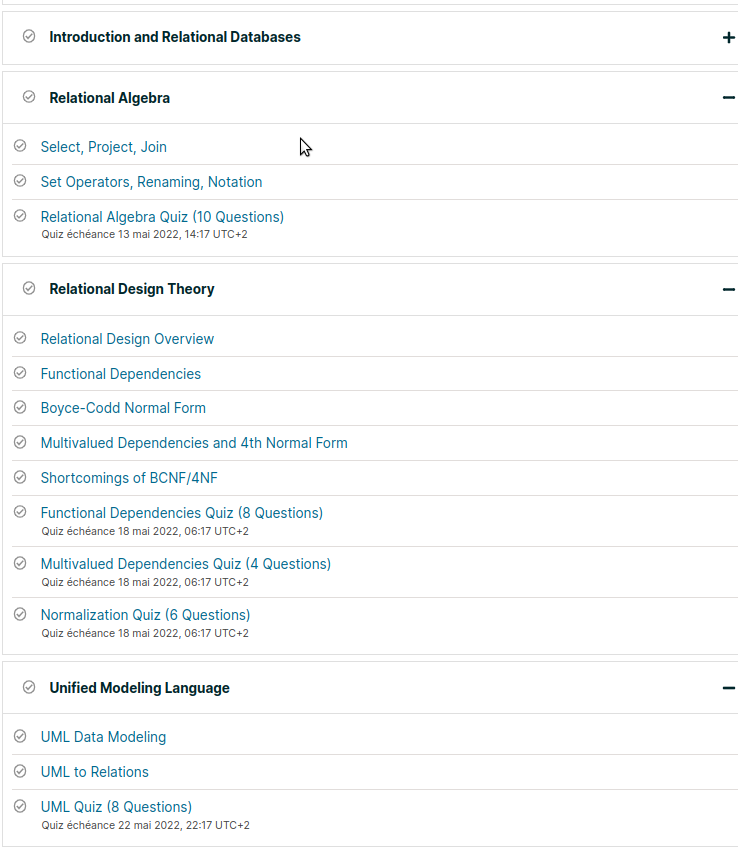 Introduction and Relational Databases
Relational Algebra
Select, Project, Join
Set Operators, Renaming, Notation
Relational Algebra Quiz (10 Questions)
Quiz échéance 13 mai 2022, 14:17 UTC+2
Relational Design Theory
Relational Design Overview
Functional Dependencies
Boyce-Codd Normal Form
Multivalued Dependencies and 4th Normal Form
Shortcomings of BCNF/4NF
Functional Dependencies Quiz (8 Questions)
Quiz échéance 18 mai 2022, 06:17 UTC+2
Multivalued Dependencies Quiz (4 Questions)
Quiz échéance 18 mai 2022, 06:17 UTC+2
Normalization Quiz (6 Questions)
Quiz échéance 18 mai 2022, 06:17 UTC+2
Unified Modeling Language
UML Data Modeling
UML to Relations
UML Quiz (8 Questions)
Quiz échéance 22 mai 2022, 22:17 UTC+2